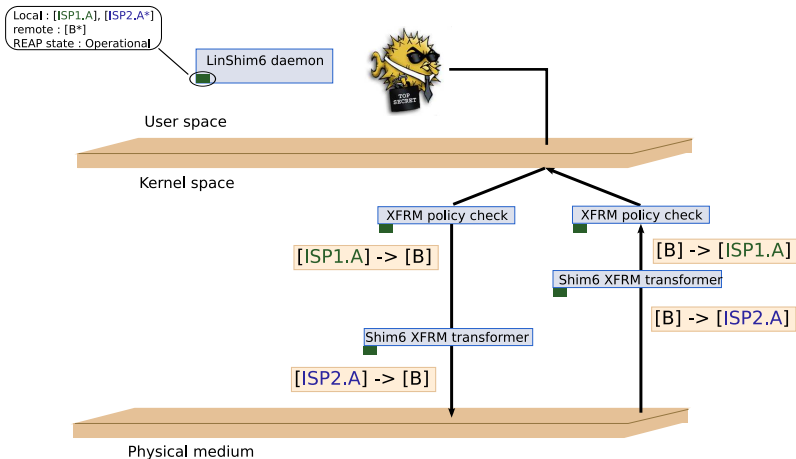 Local : [ISP1.A], [ISP2.A*]
remote : [B*]
REAP state : Operational
LinShim6 daemon
TOP
SECRET
User space
Kernel space
XFRM policy check
XFRM policy check
[ISP1.A] -> [B]
[B] -> [ISP1.A]
Shim6 XFRM transformer
[B] -> [ISP2.A]
Shim6 XFRM transformer
[ISP2.A] -> [B]
Physical medium